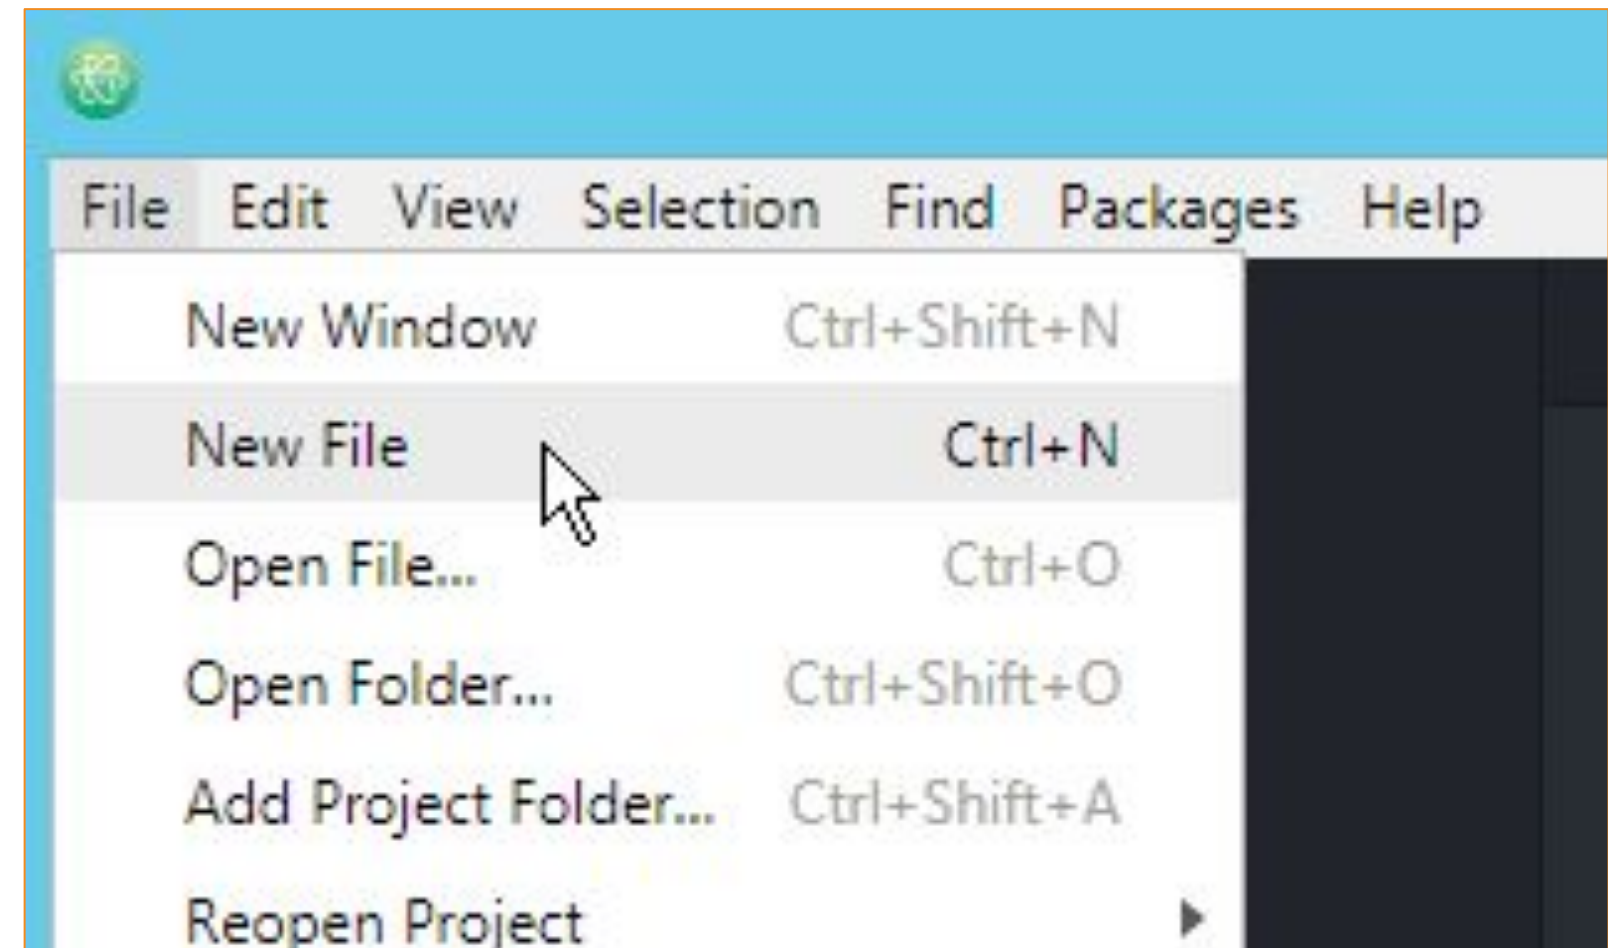 File Edit View Selection Find Packages Help
New Window Ctrl+Shift+N
New File Ctrl+N
Open File... Ctrl+O
Open Folder... Ctrl+Shift+O
Add Project Folder... Ctrl+Shift+A
Reopen Project